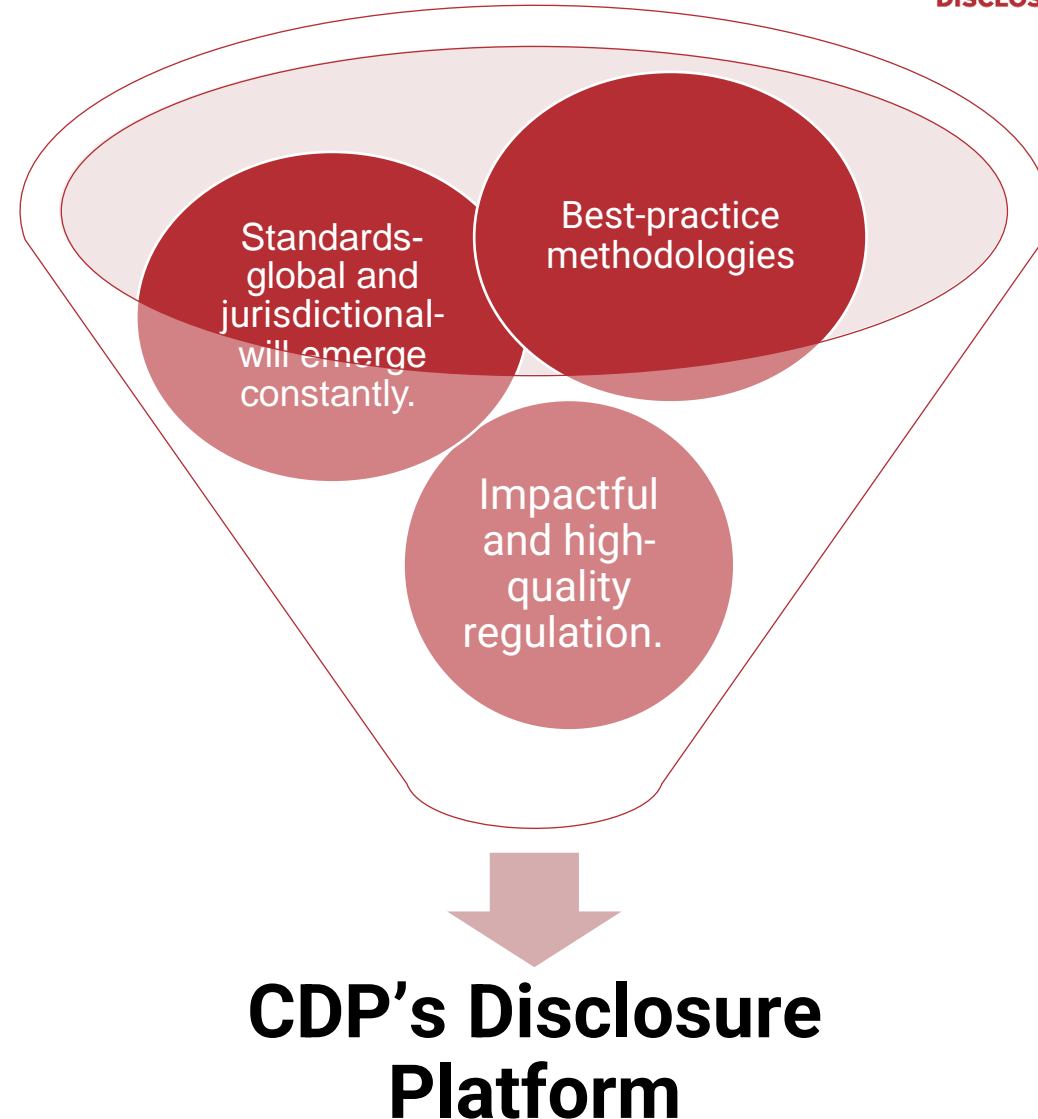 Best-practice
methodologies
Standards-
global and
jurisdictional-
will emerge
constantly.
Impactful
and high-
quality
regulation.
CDP’s Disclosure
Platform